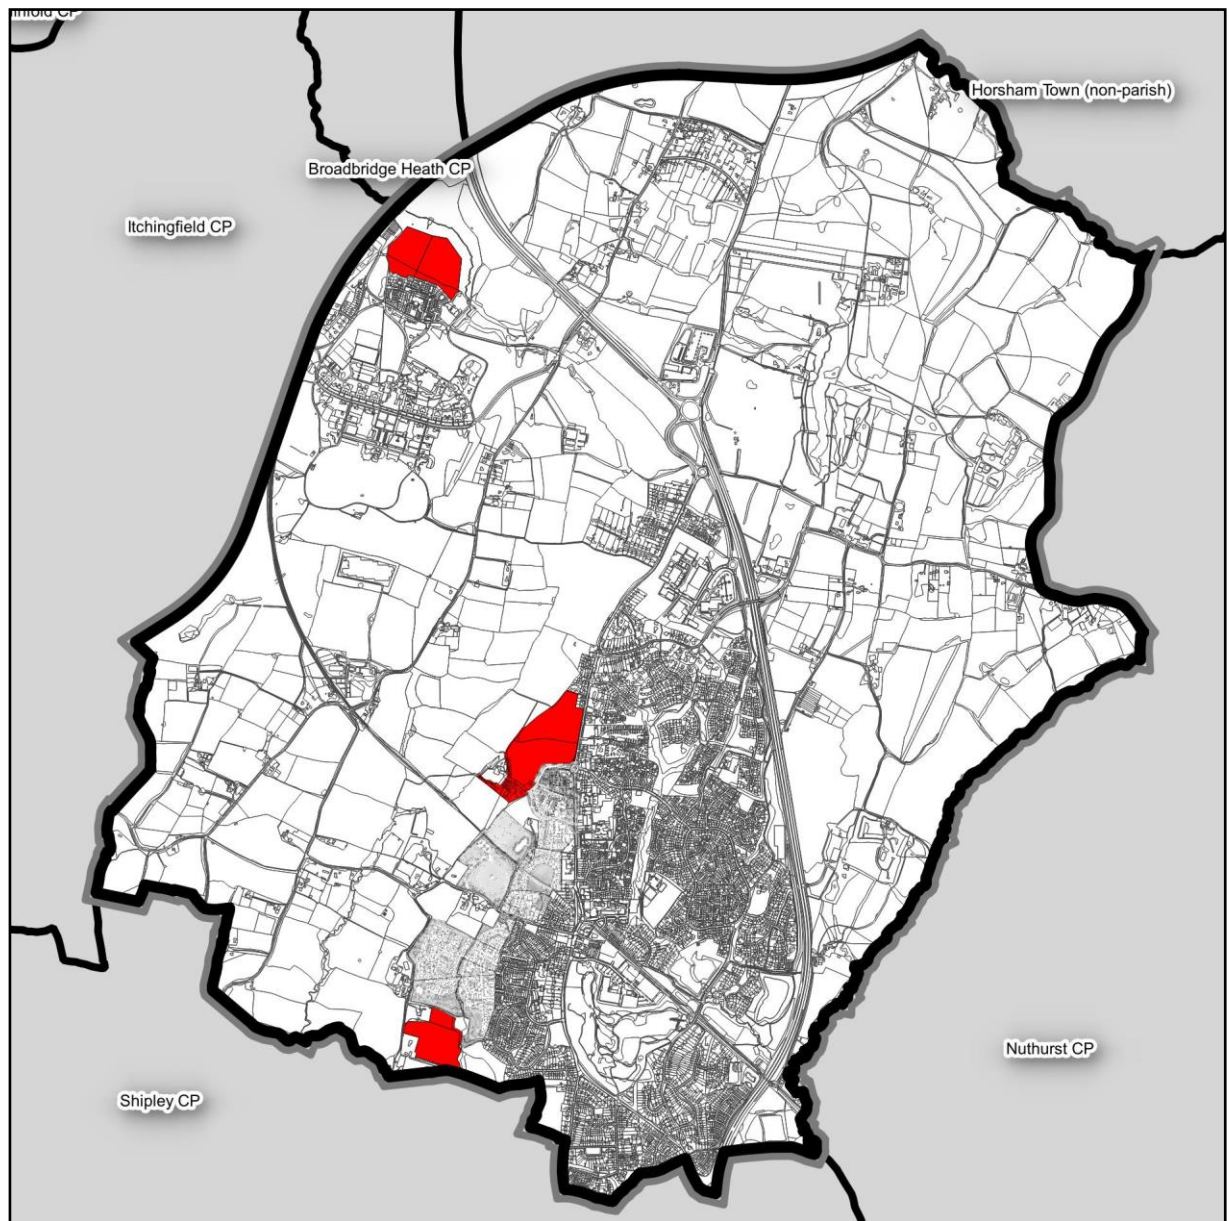 Horsham Town (non-parish)
Broadbridge Heath CP
Itchingfield CP
Nuthurst CP
Shipley CP